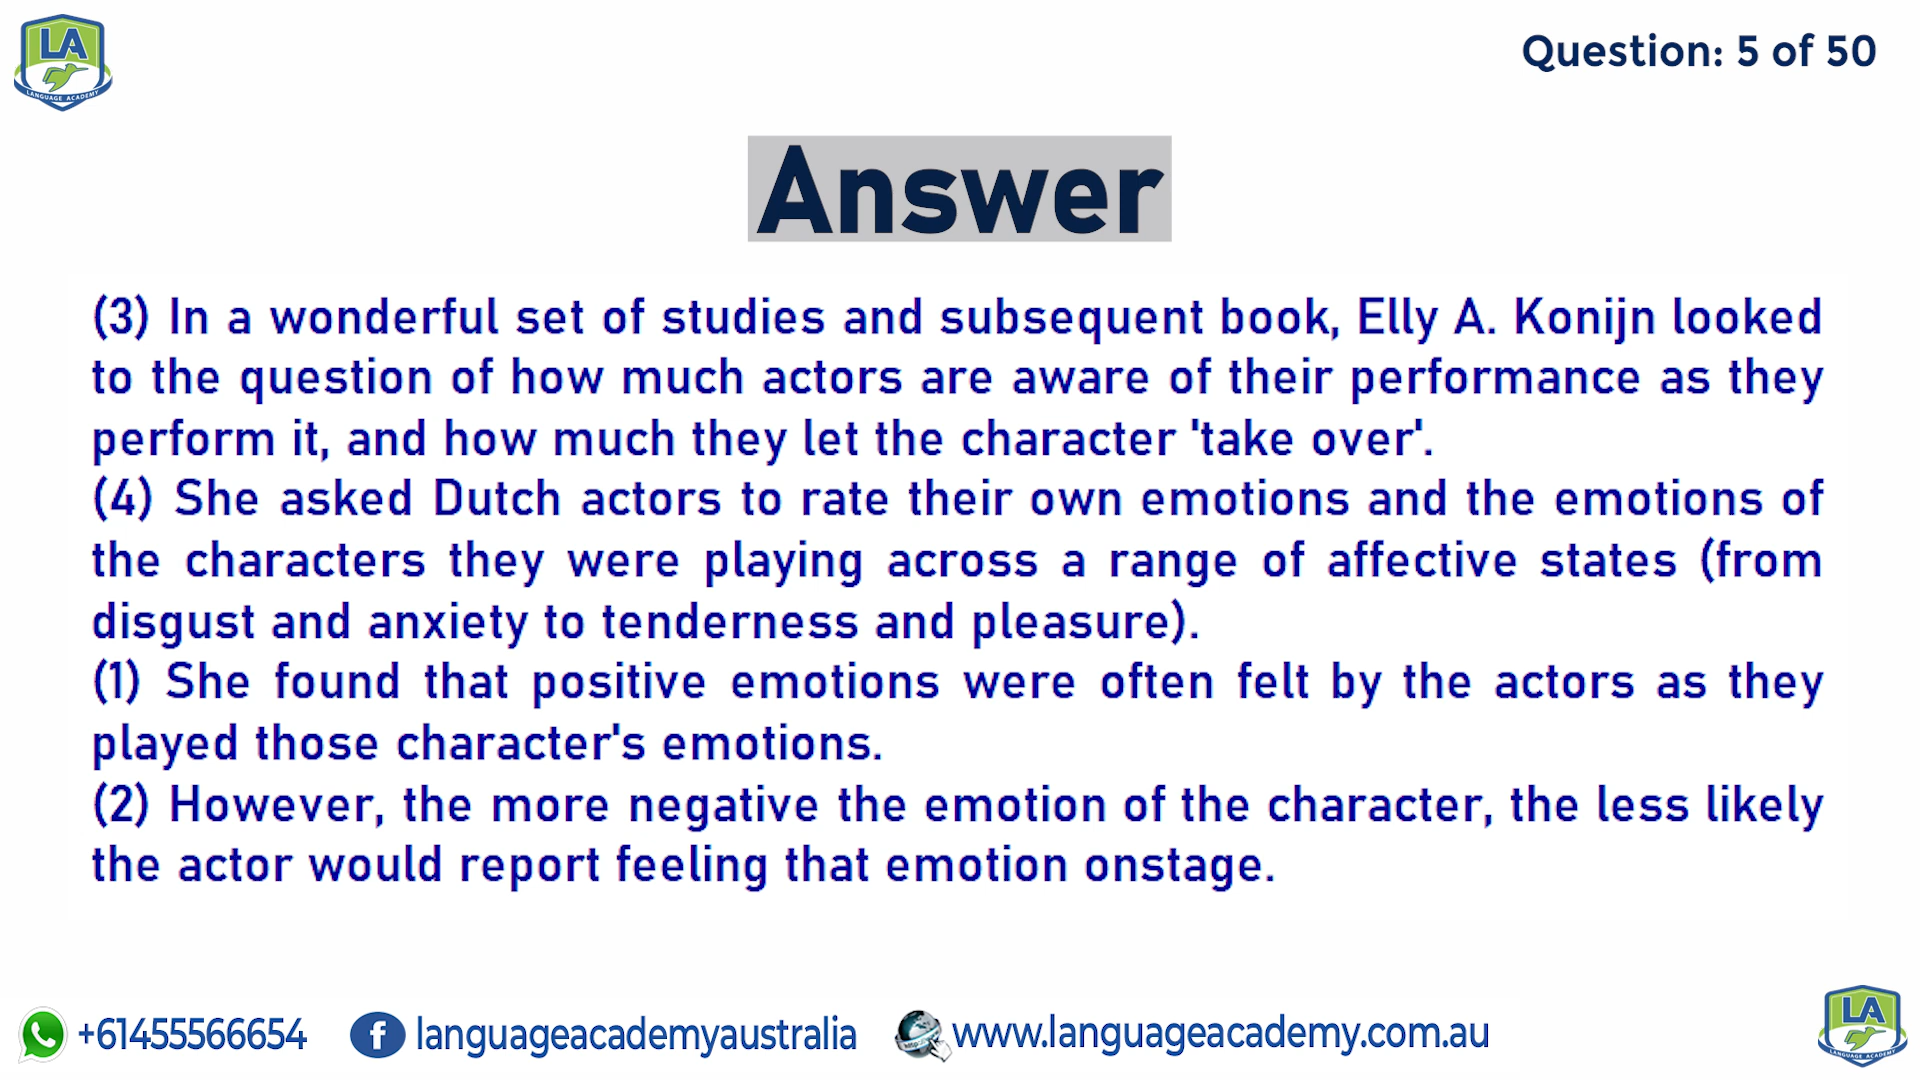 LA
LANGUAGE ACADEMY
Question: 5 of 50
Answer
(3) In a wonderful set of studies and subsequent book, Elly A. Konijn looked
to the question of how much actors are aware of their performance as they
perform it, and how much they let the character 'take over'.
(4) She asked Dutch actors to rate their own emotions and the emotions of
the characters they were playing across a range of affective states (from
disgust and anxiety to tenderness and pleasure).
(1) She found that positive emotions were often felt by the actors as they
played those character's emotions.
(2) However, the more negative the emotion of the character, the less likely
the actor would report feeling that emotion onstage.
+61455566654
f
languageacademyaustralia
www.languageacademy.com.au
LA
LANGUAGE ACADEMY